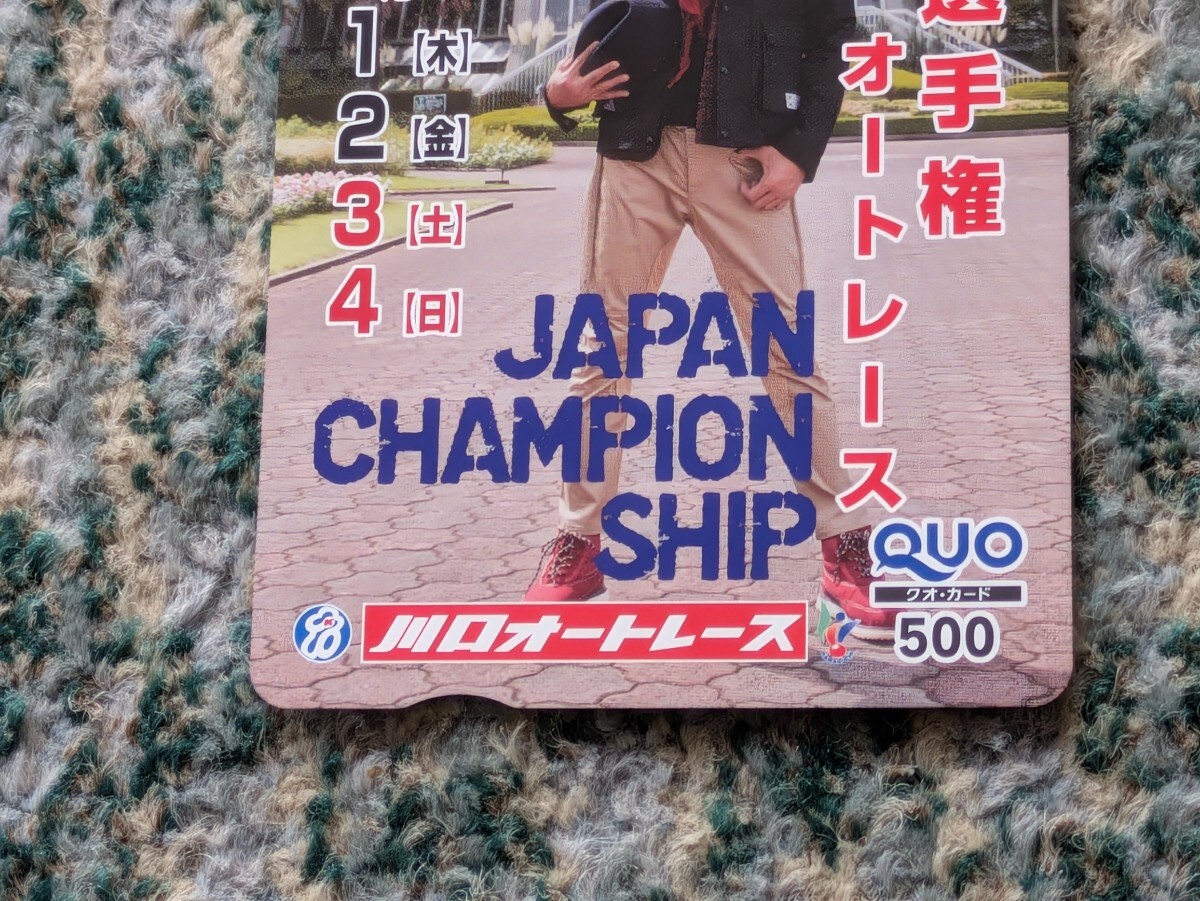 1【木】
2【金】
3【土】
4【日】
選手権
オートレース
JAPAN
CHAMPION
SHIP
川口オートレース
QUO
クオ・カード
500